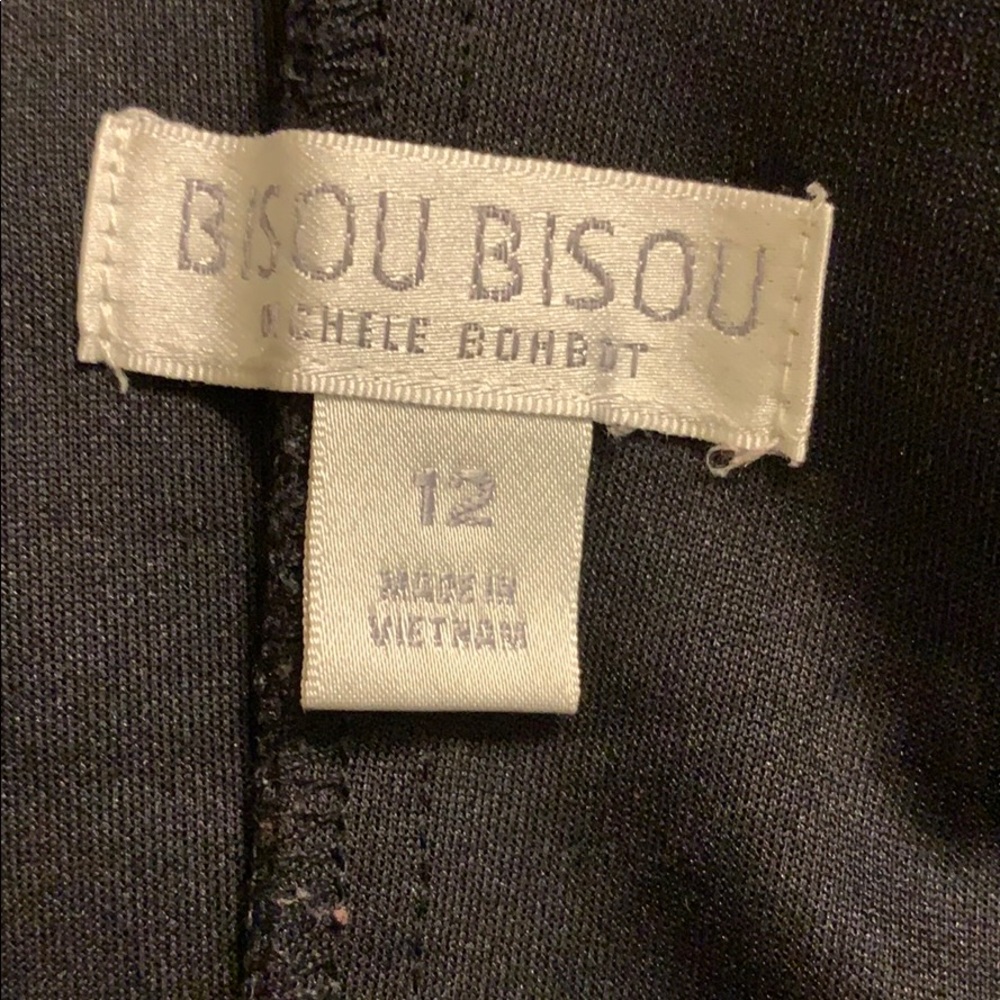 BISOU BISOU
MICHELE BOHBOT
12
MADE IN
VIETNAM